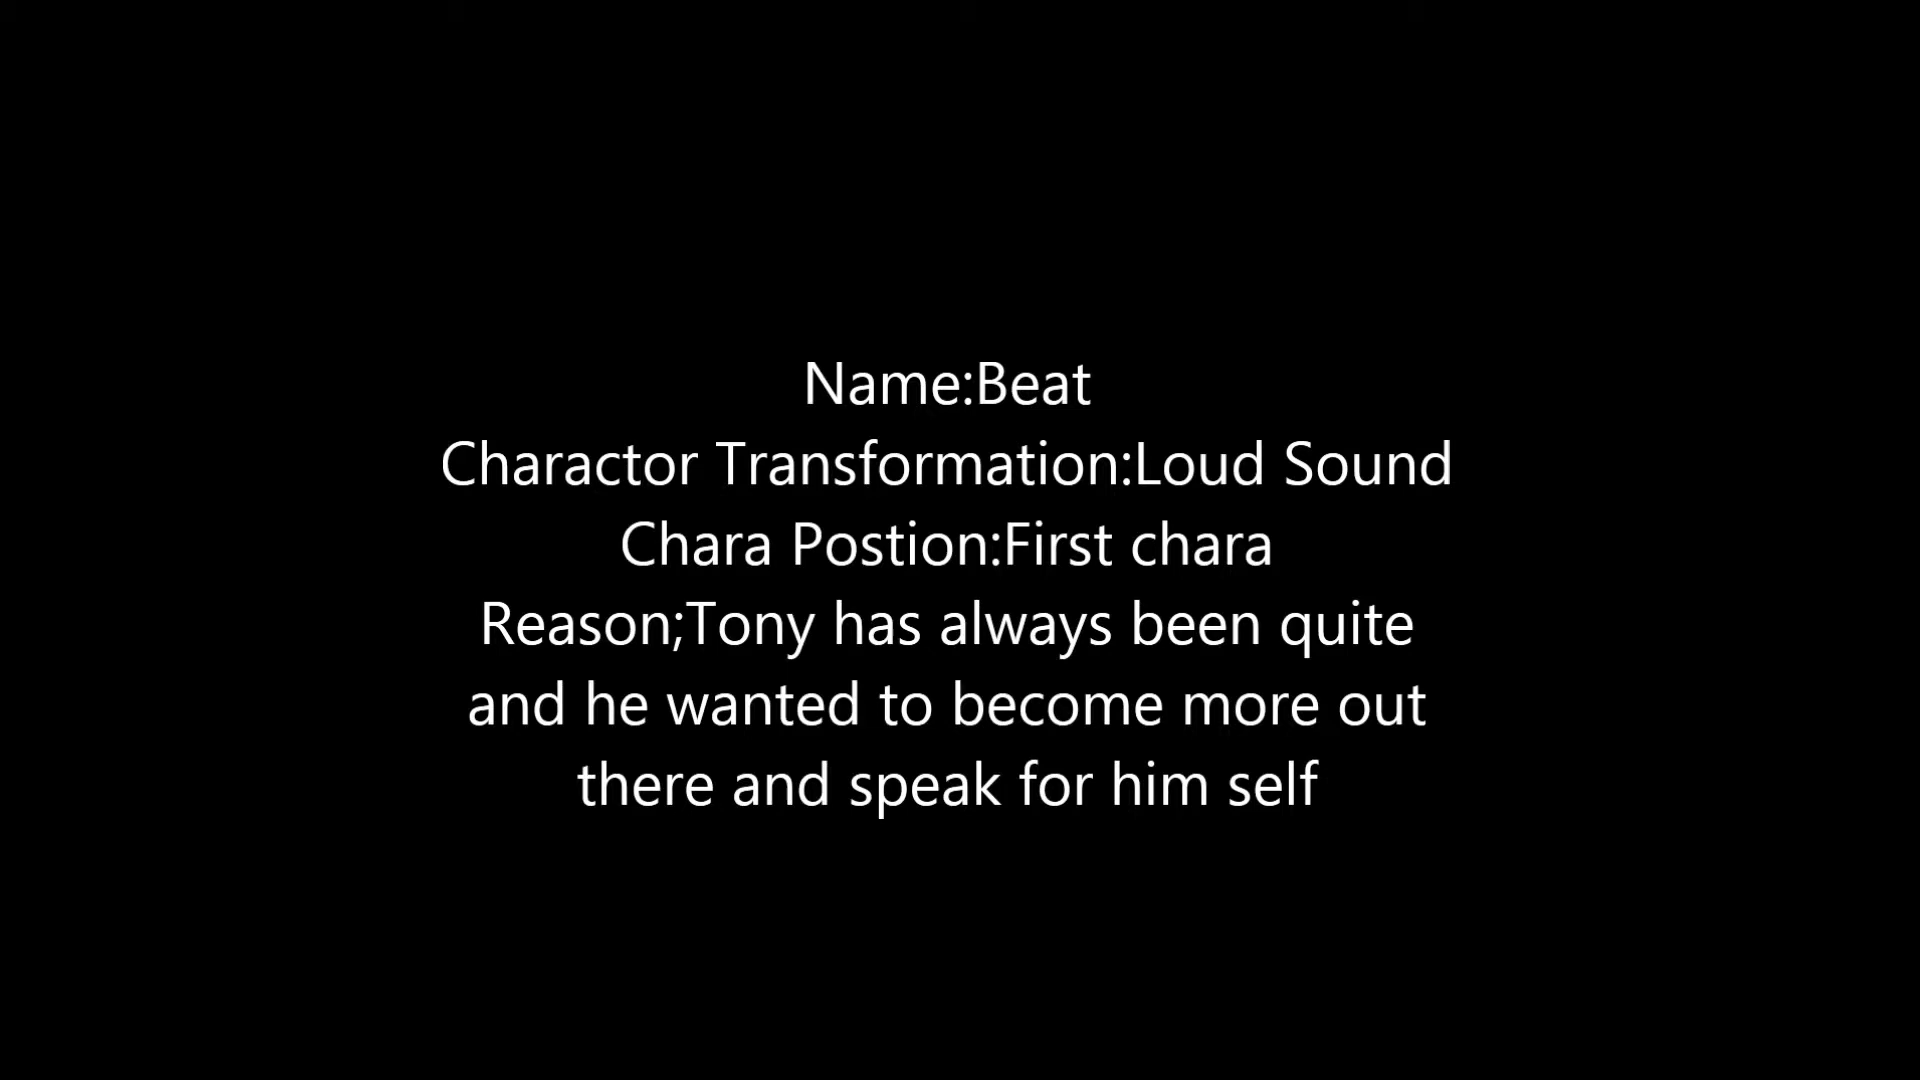 Name:Beat
Charactor Transformation:Loud Sound
Chara Postion:First chara
Reason;Tony has always been quite
and he wanted to become more out
there and speak for him self